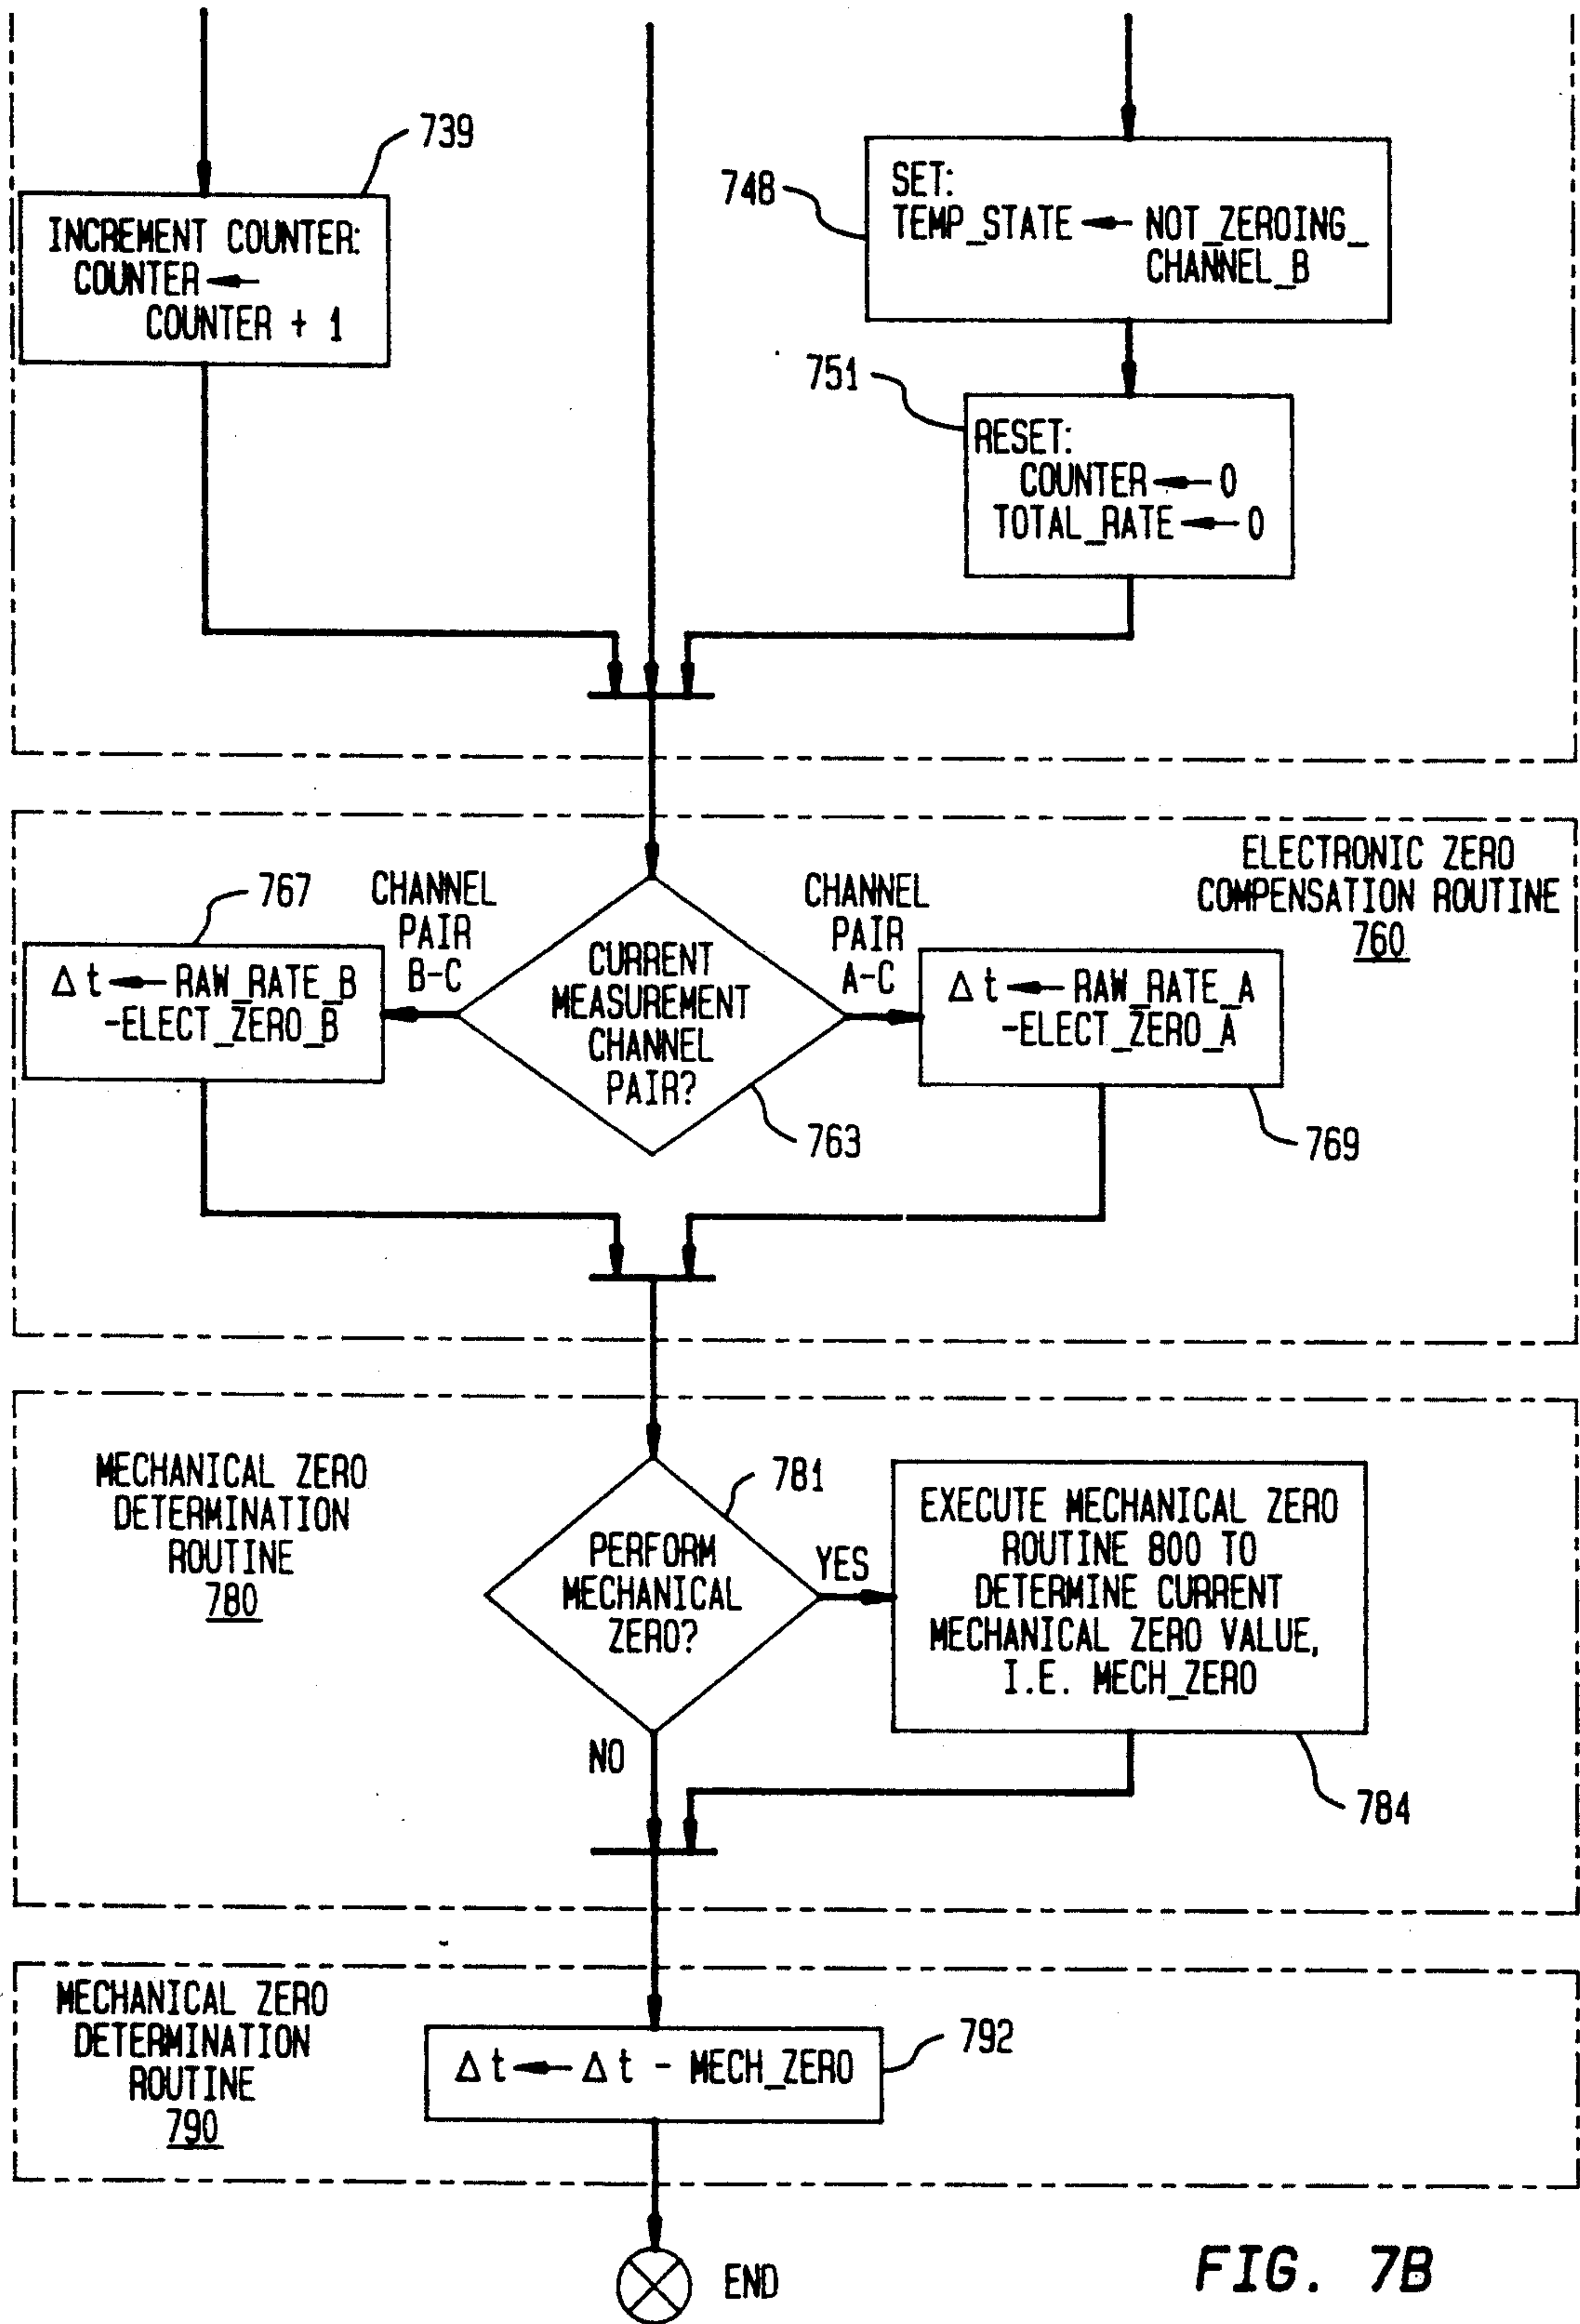 739
INCREMENT COUNTER:
COUNTER ←
COUNTER + 1
748
SET:
TEMP_STATE ← NOT_ZEROING_
CHANNEL_B
751
RESET:
COUNTER ← 0
TOTAL_RATE ← 0
ELECTRONIC ZERO
COMPENSATION ROUTINE
760
767
CHANNEL
PAIR
B-C
Δt ← RAW_RATE_B
-ELECT_ZERO_B
CURRENT
MEASUREMENT
CHANNEL
PAIR?
763
CHANNEL
PAIR
A-C
Δt ← RAW_RATE_A
-ELECT_ZERO_A
769
MECHANICAL ZERO
DETERMINATION
ROUTINE
780
781
PERFORM
MECHANICAL
ZERO?
YES
NO
EXECUTE MECHANICAL ZERO
ROUTINE 800 TO
DETERMINE CURRENT
MECHANICAL ZERO VALUE,
I.E. MECH_ZERO
784
MECHANICAL ZERO
DETERMINATION
ROUTINE
790
Δt ← Δt - MECH_ZERO
792
END
FIG. 7B